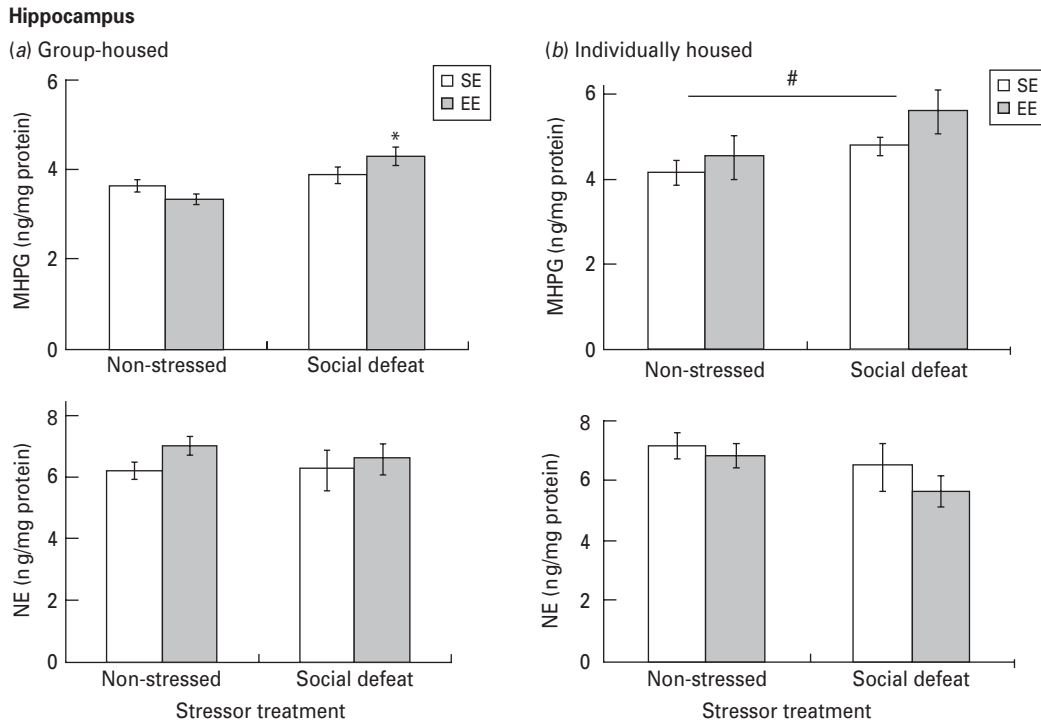 Hippocampus
(a) Group-housed
6
4
2
0
MHPG (ng/mg protein)
SE
EE
*
Non-stressed Social defeat
(b) Individually housed
6
4
2
0
MHPG (ng/mg protein)
#
SE
EE
Non-stressed Social defeat
8
6
4
2
0
NE (ng/mg protein)
Non-stressed Social defeat
Stressor treatment
8
6
4
2
0
NE (ng/mg protein)
Non-stressed Social defeat
Stressor treatment